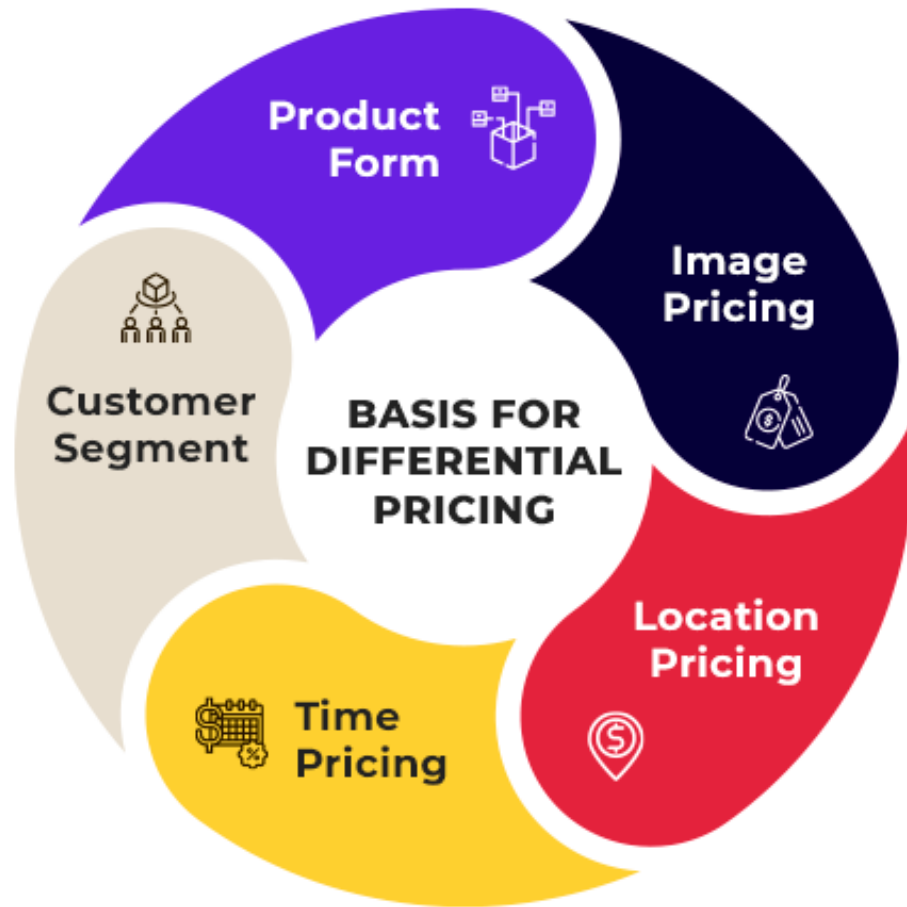 Product
Form
Image
Pricing
Customer
Segment
BASIS FOR
DIFFERENTIAL
PRICING
Location
Pricing
Time
Pricing